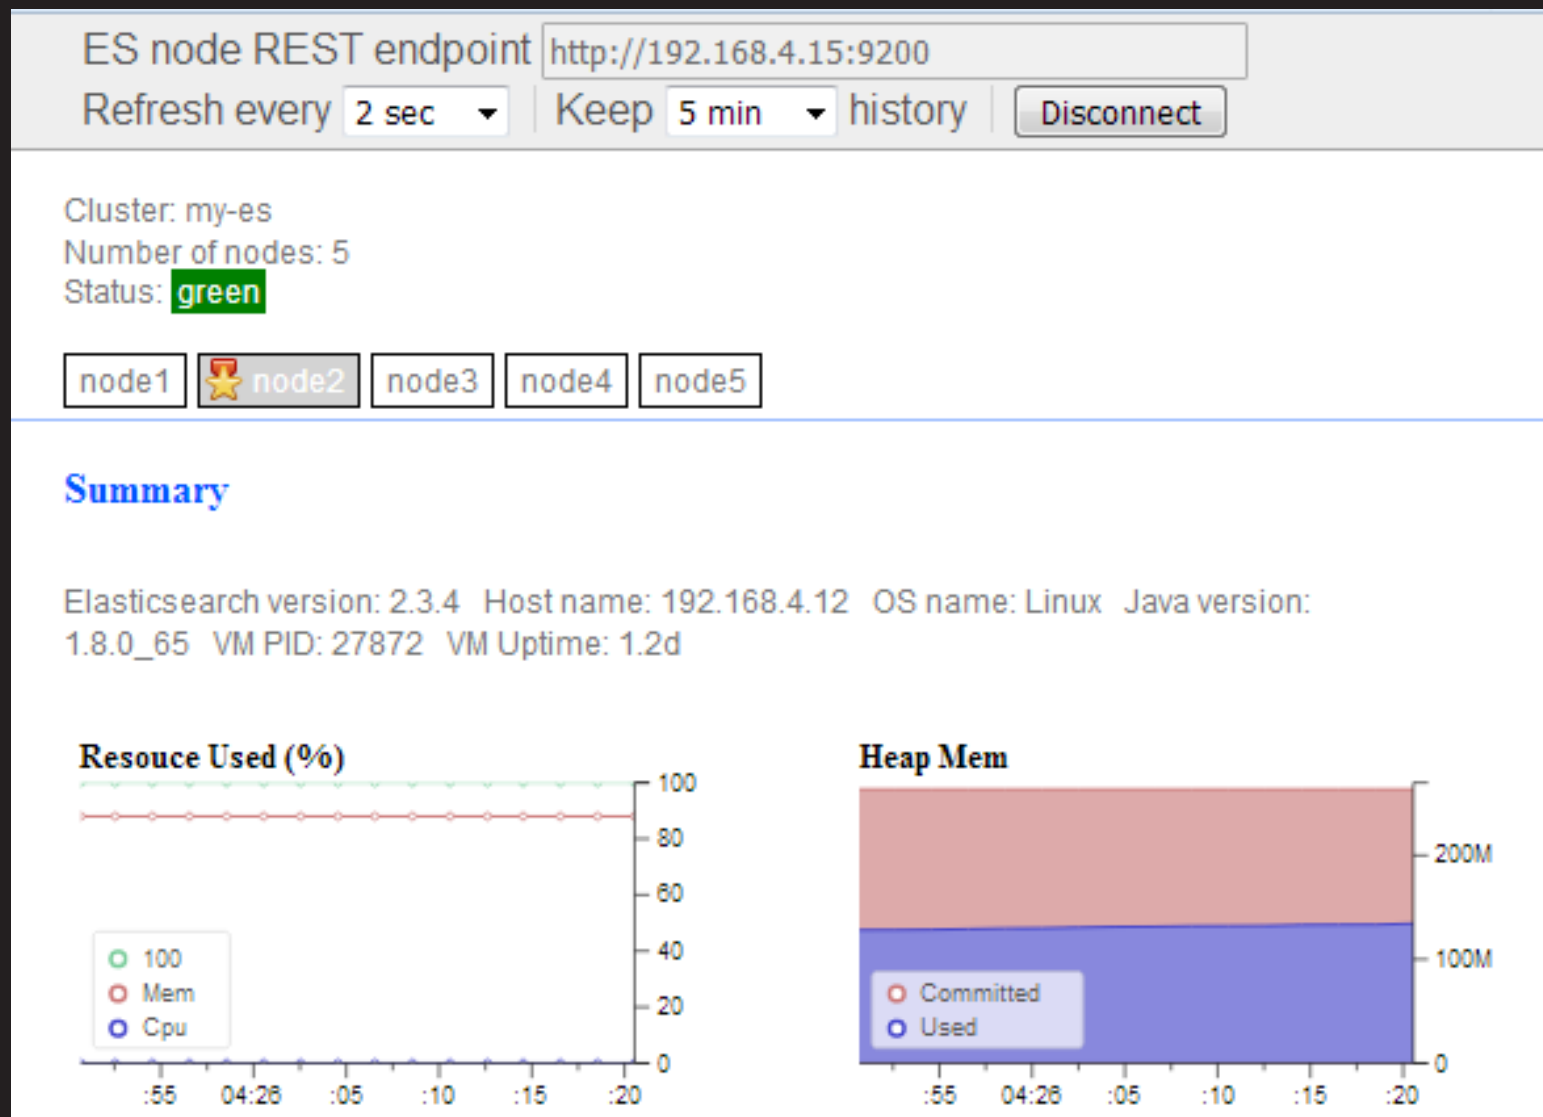 ES node REST endpoint http://192.168.4.15:9200
Refresh every 2 sec Keep 5 min history Disconnect
Cluster: my-es
Number of nodes: 5
Status: green
node1 node2 node3 node4 node5
Summary
Elasticsearch version: 2.3.4 Host name: 192.168.4.12 OS name: Linux Java version:
1.8.0_65 VM PID: 27872 VM Uptime: 1.2d
Resouce Used (%)
100
80
60
40
20
0
100
Mem
Cpu
:55 04:26 :05 :10 :15 :20
Heap Mem
200M
100M
0
Committed
Used
:55 04:26 :05 :10 :15 :20